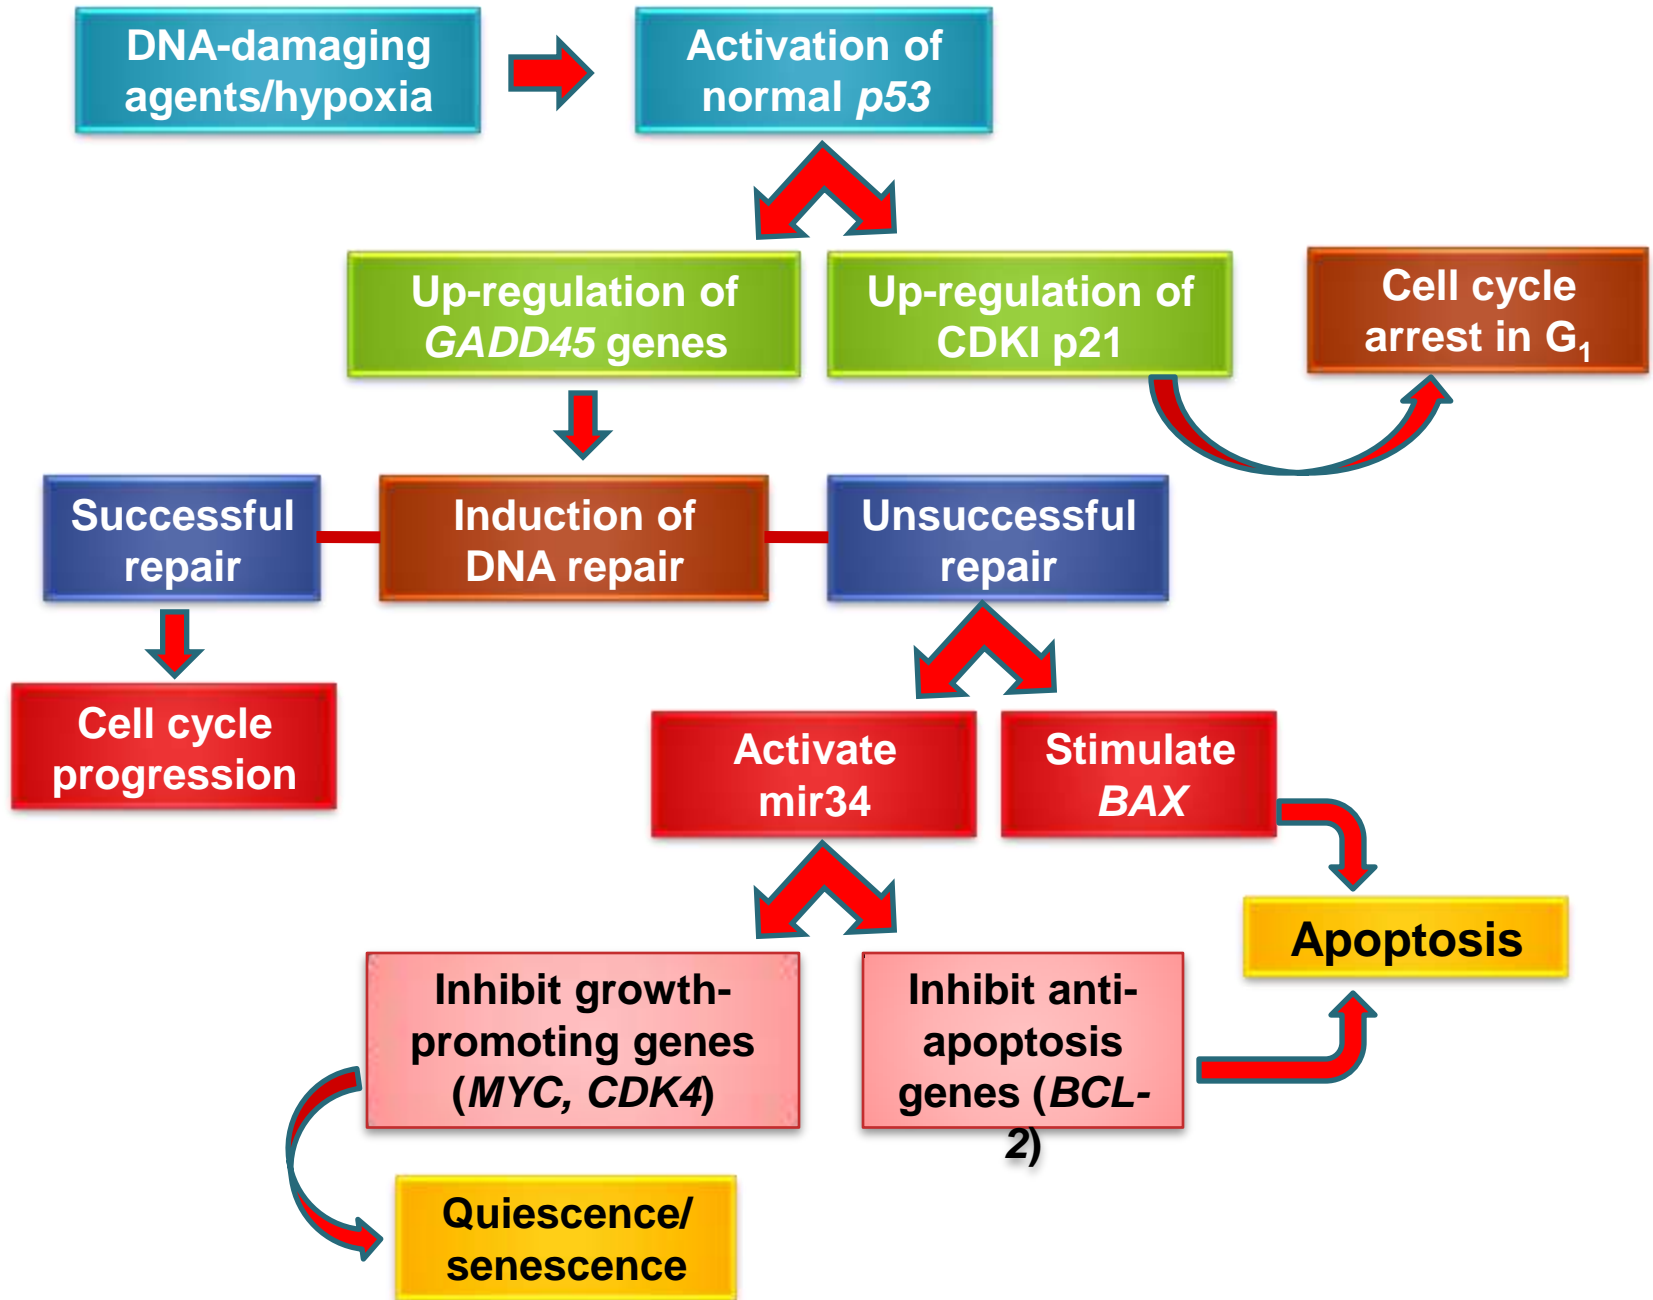 DNA-damaging
agents/hypoxia
Activation of
normal p53
Up-regulation of
GADD45 genes
Up-regulation of
CDKI p21
Cell cycle
arrest in G₁
Successful
repair
Induction of
DNA repair
Unsuccessful
repair
Cell cycle
progression
Activate
mir34
Stimulate
BAX
Apoptosis
Inhibit growth-
promoting genes
(MYC, CDK4)
Inhibit anti-
apoptosis
genes (BCL-
2)
Quiescence/
senescence